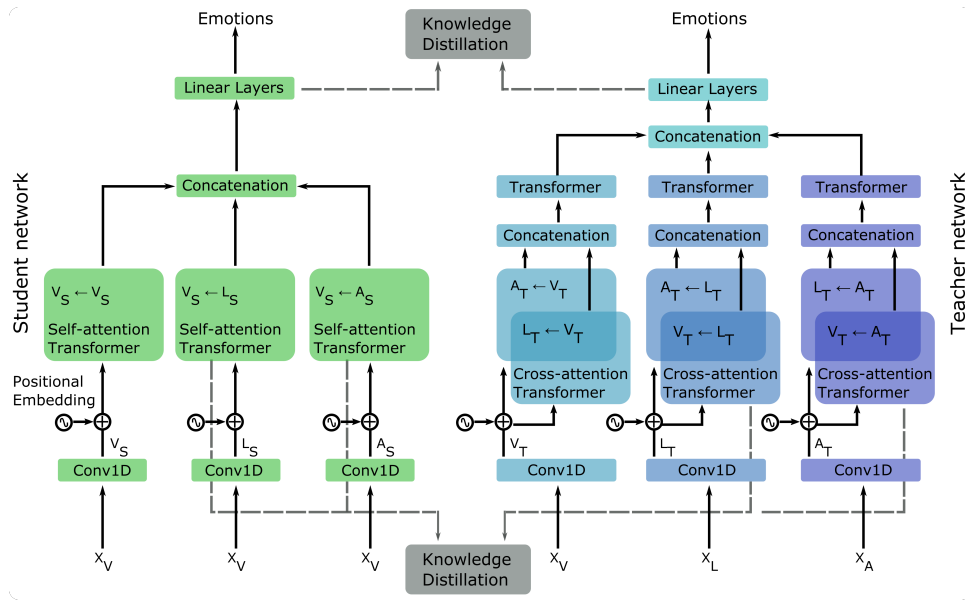 Emotions
Knowledge
Distillation
Emotions
Linear Layers
Linear Layers
Concatenation
Student network
Teacher network
Concatenation
Transformer
Transformer
Transformer
Concatenation
Concatenation
Concatenation
V_S ← V_S
Self-attention
Transformer
V_S ← L_S
Self-attention
Transformer
V_S ← A_S
Self-attention
Transformer
A_T ← V_T
L_T ← V_T
Cross-attention
Transformer
A_T ← L_T
V_T ← L_T
Cross-attention
Transformer
L_T ← A_T
V_T ← A_T
Cross-attention
Transformer
Positional
Embedding
V_S
L_S
A_S
V_T
L_T
A_T
Conv1D
Conv1D
Conv1D
Conv1D
Conv1D
Conv1D
X_V
X_V
X_V
Knowledge
Distillation
X_V
X_L
X_A